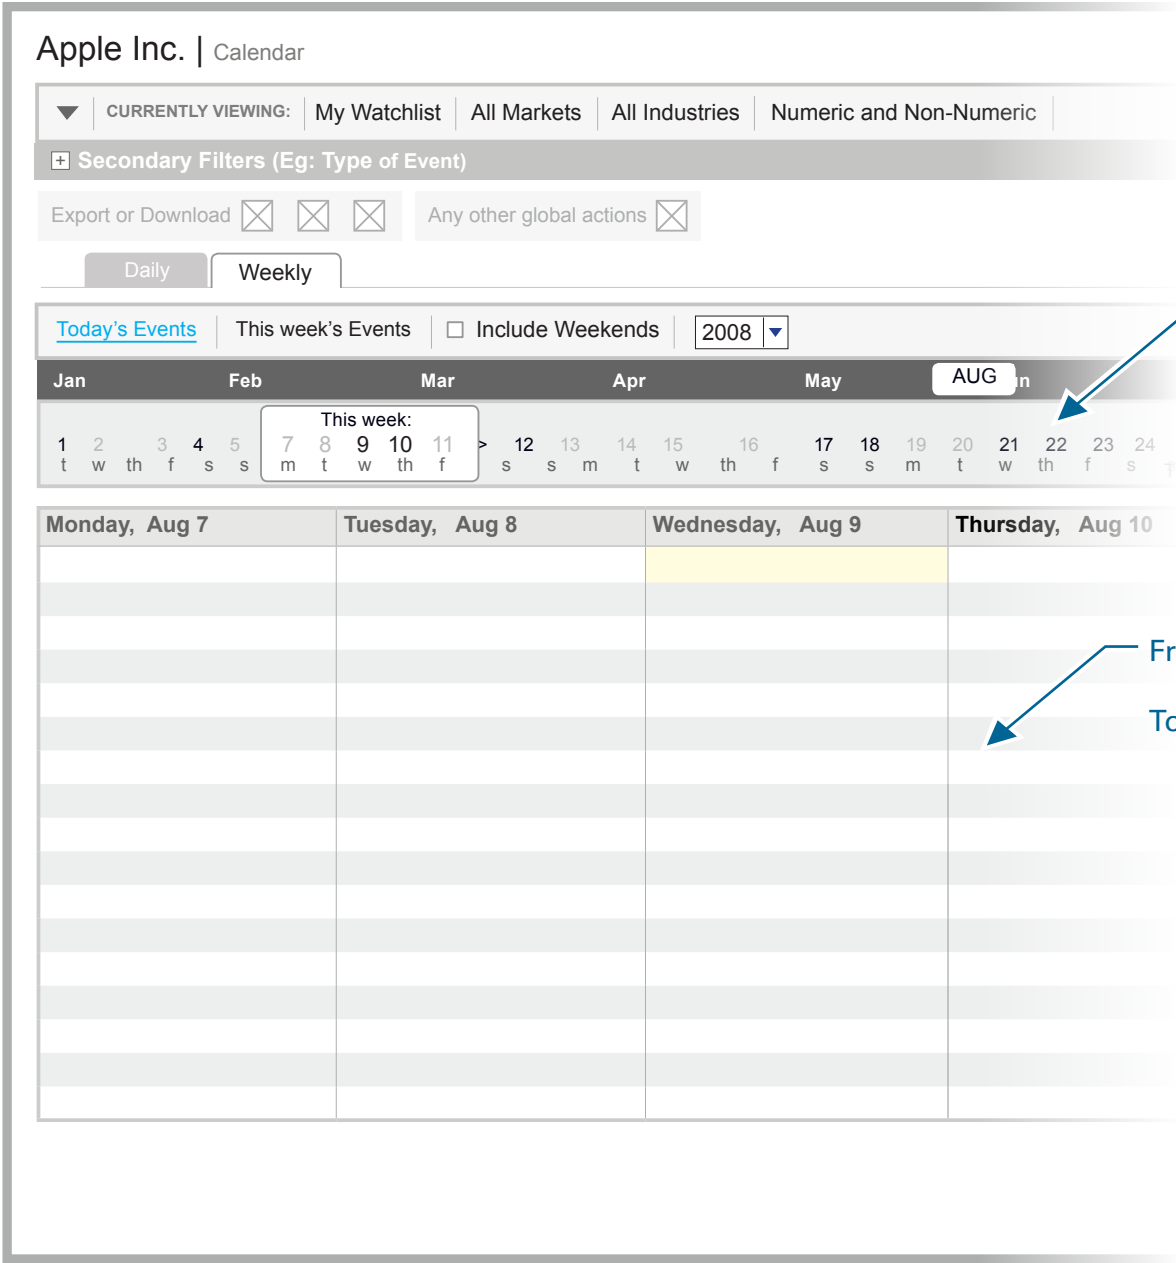 Apple Inc. | Calendar
CURRENTLY VIEWING: My Watchlist All Markets All Industries Numeric and Non-Numeric
+ Secondary Filters (Eg: Type of Event)
Export or Download Any other global actions
Daily Weekly
Today's Events This week's Events Include Weekends 2008
Jan Feb Mar Apr May AUG un
This week:
1 2 3 4 5 7 8 9 10 11 > 12 13 14 15 16 17 18 19 20 21 22 23 24
t w th f s s m t w th f s s m t w th f s s m t w th f s
Monday, Aug 7 Tuesday, Aug 8 Wednesday, Aug 9 Thursday, Aug 10
Fr
To